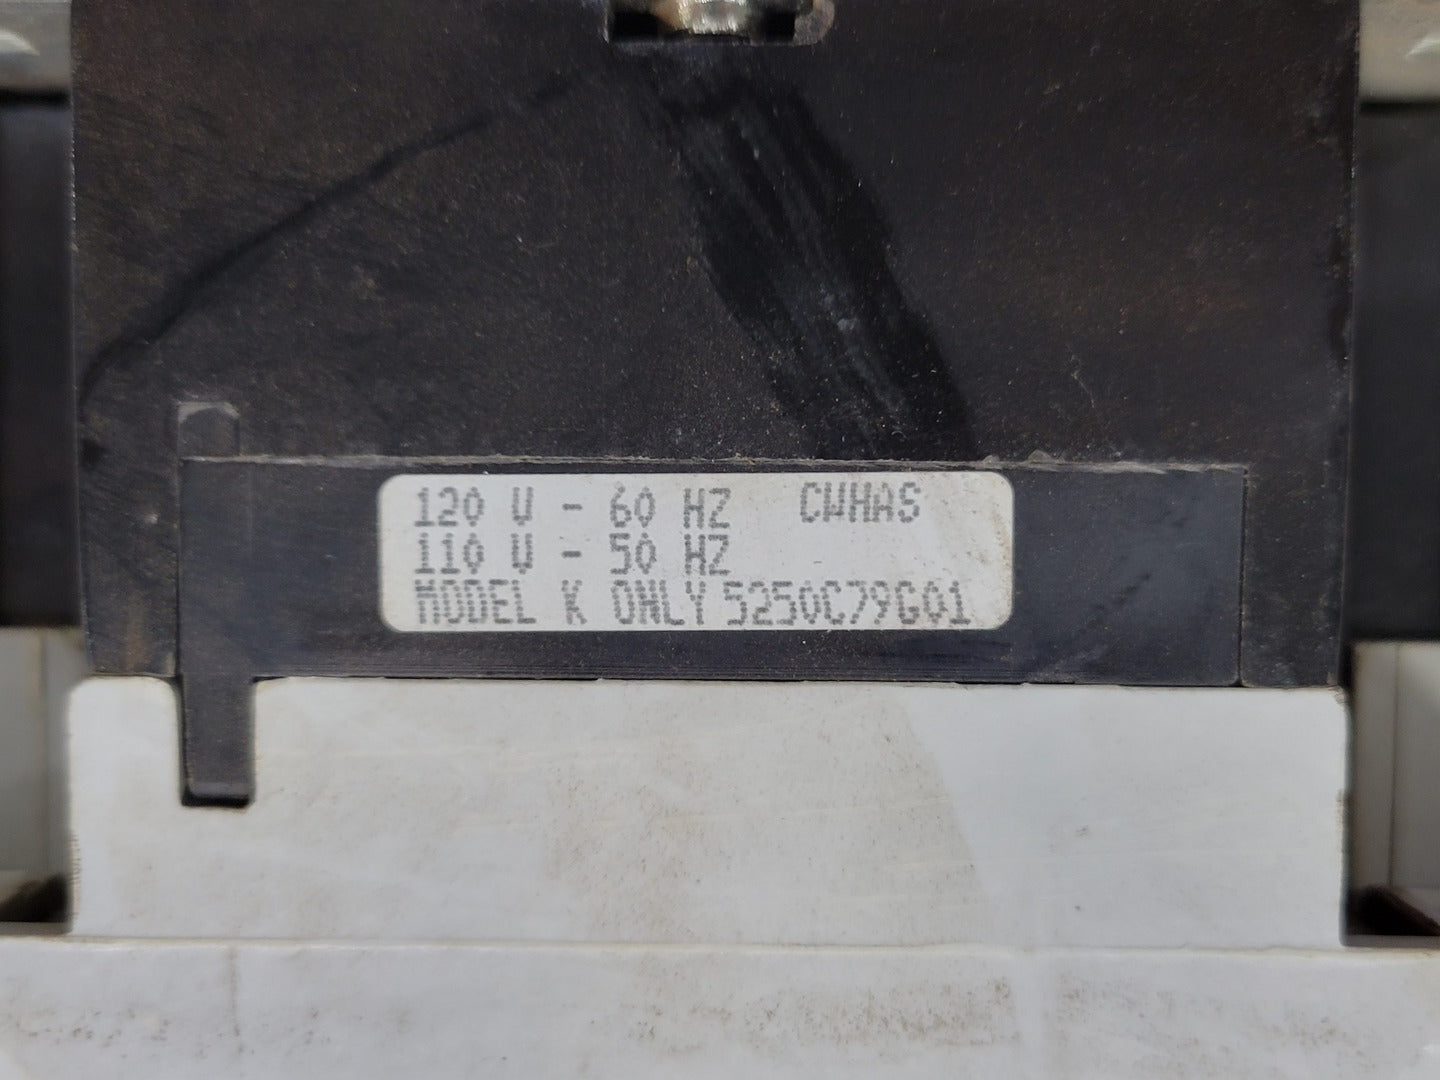 120 V - 60 HZ CWHAS
110 V - 50 HZ
MODEL K ONLY 5250C79G01